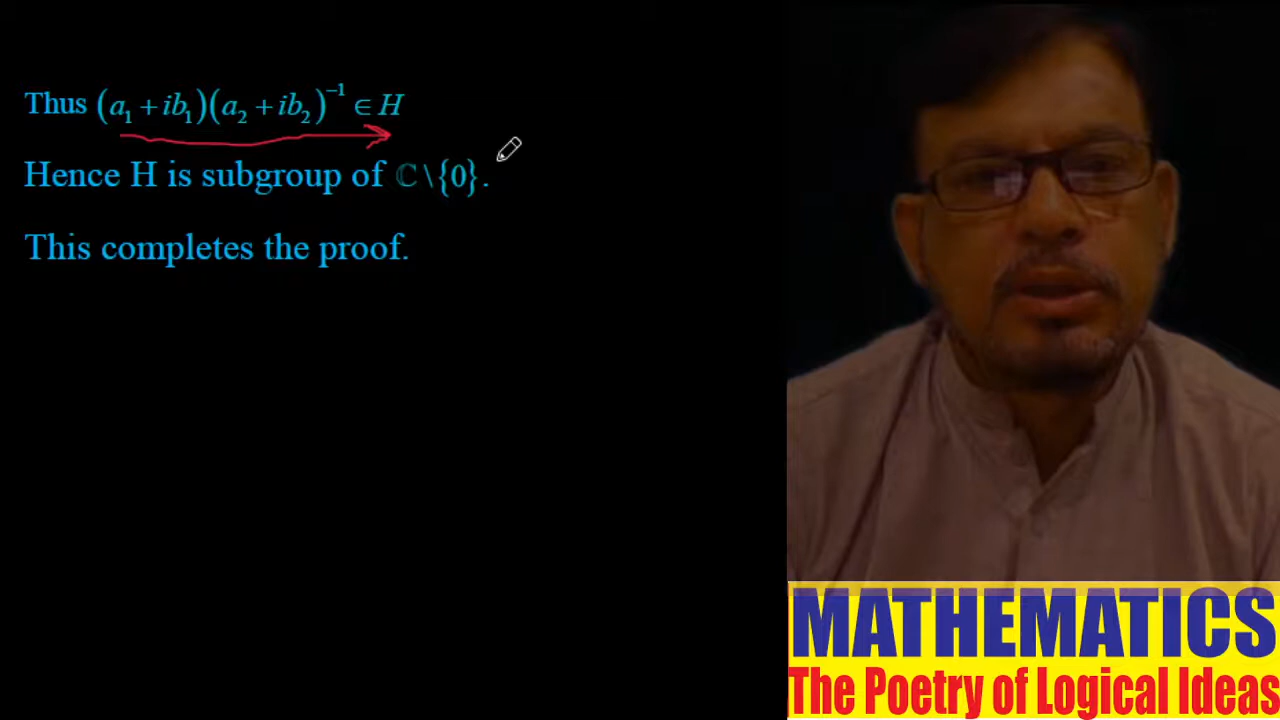 Thus (a₁ + ib₁)(a₂ + ib₂)⁻¹ ∈ H
Hence H is subgroup of ℂ \ {0}.
This completes the proof.
MATHEMATICS
The Poetry of Logical Ideas